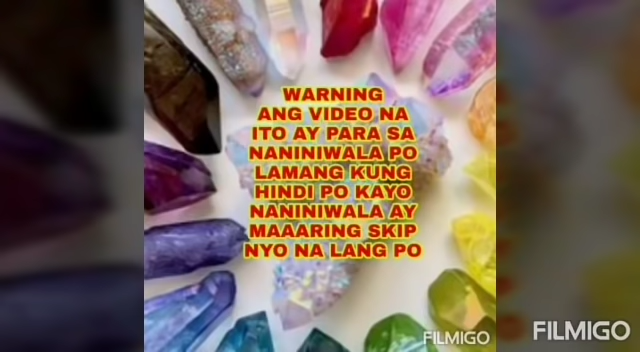 WARNING
ANG VIDEO NA
ITO AY PARA SA
NANINIWALA PO
LAMANG KUNG
HINDI PO KAYO
NANINIWALA AY
MAAARING SKIP
NYO NA LANG PO
FILMIGO
FILMIGO